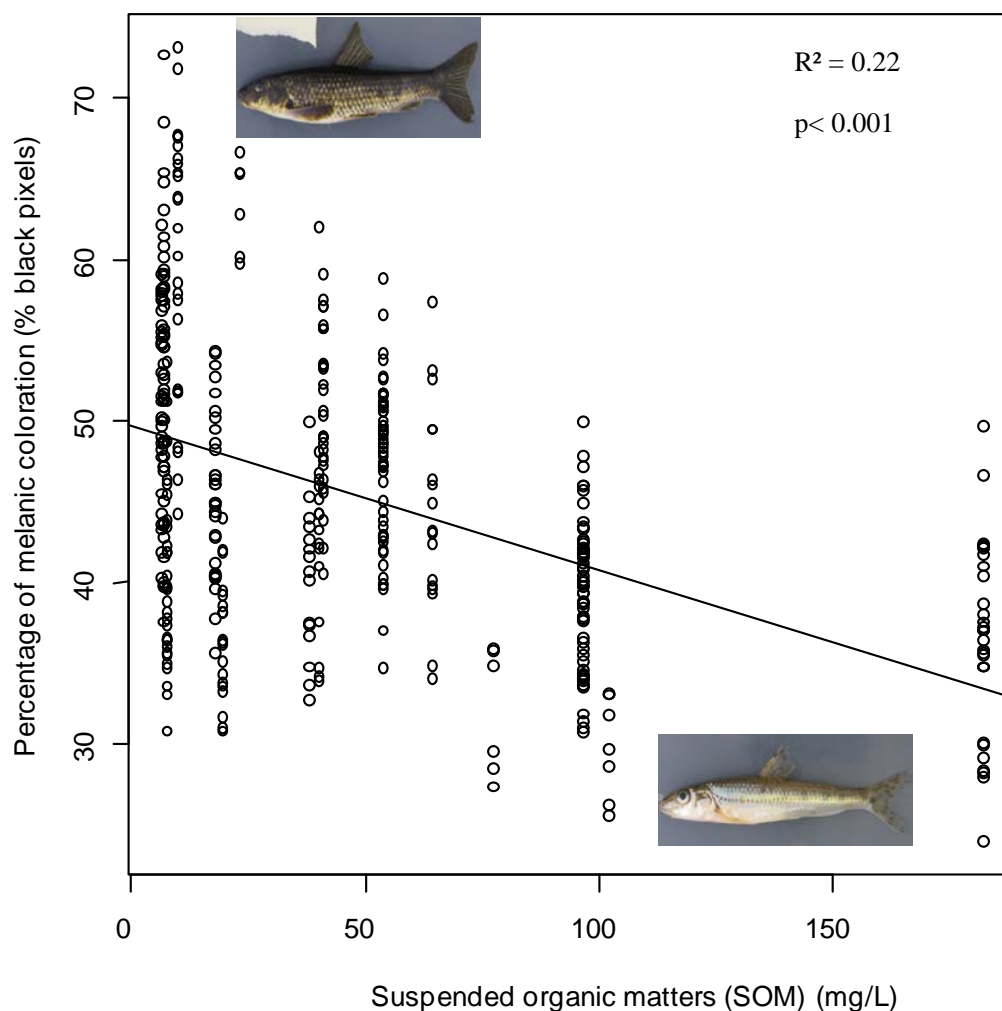 R² = 0.22
p< 0.001
Percentage of melanic coloration (% black pixels)
70
60
50
40
30
0 50 100 150
Suspended organic matters (SOM) (mg/L)